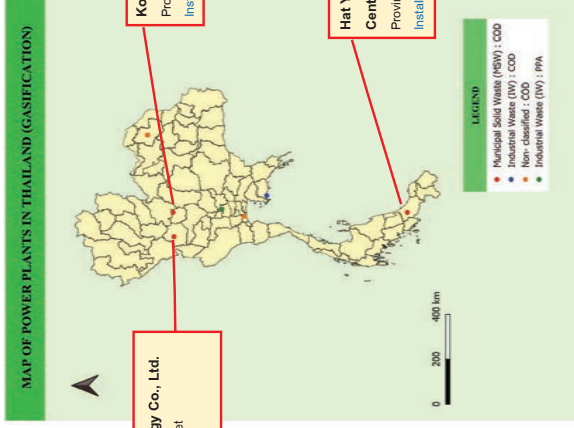 MAP OF POWER PLANTS IN THAILAND (GASIFICATION)
Ko
Pro
Inst
gy Co., Ltd.
et
Hat Y
Cent
Provi
Instal
LEGEND
Municipal Solid Waste (MSW) : COD
Industrial Waste (IW) : COD
Non- classified : COD
Industrial Waste (IW) : PPA
0 200 400 km